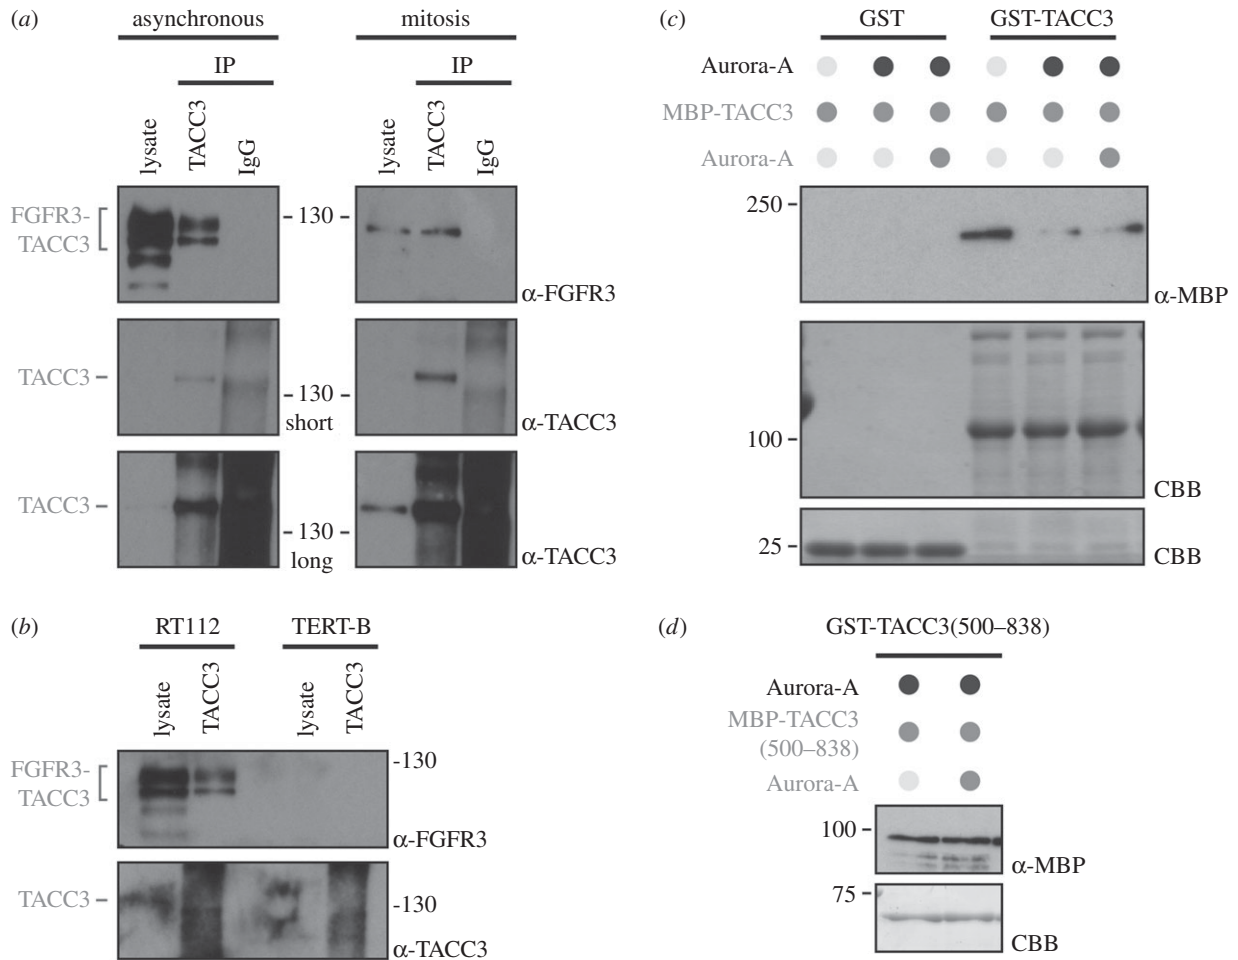 (a)
asynchronous
mitosis
IP
IP
lysate
TACC3
IgG
lysate
TACC3
IgG
FGFR3-
TACC3
-130
α-FGFR3
TACC3
-130
short
α-TACC3
TACC3
-130
long
α-TACC3
(b)
RT112
TERT-B
lysate
TACC3
lysate
TACC3
FGFR3-
TACC3
-130
α-FGFR3
TACC3
-130
α-TACC3
(c)
GST
GST-TACC3
Aurora-A
MBP-TACC3
Aurora-A
250
α-MBP
100
CBB
25
CBB
(d)
GST-TACC3(500–838)
Aurora-A
MBP-TACC3
(500–838)
Aurora-A
100
α-MBP
75
CBB